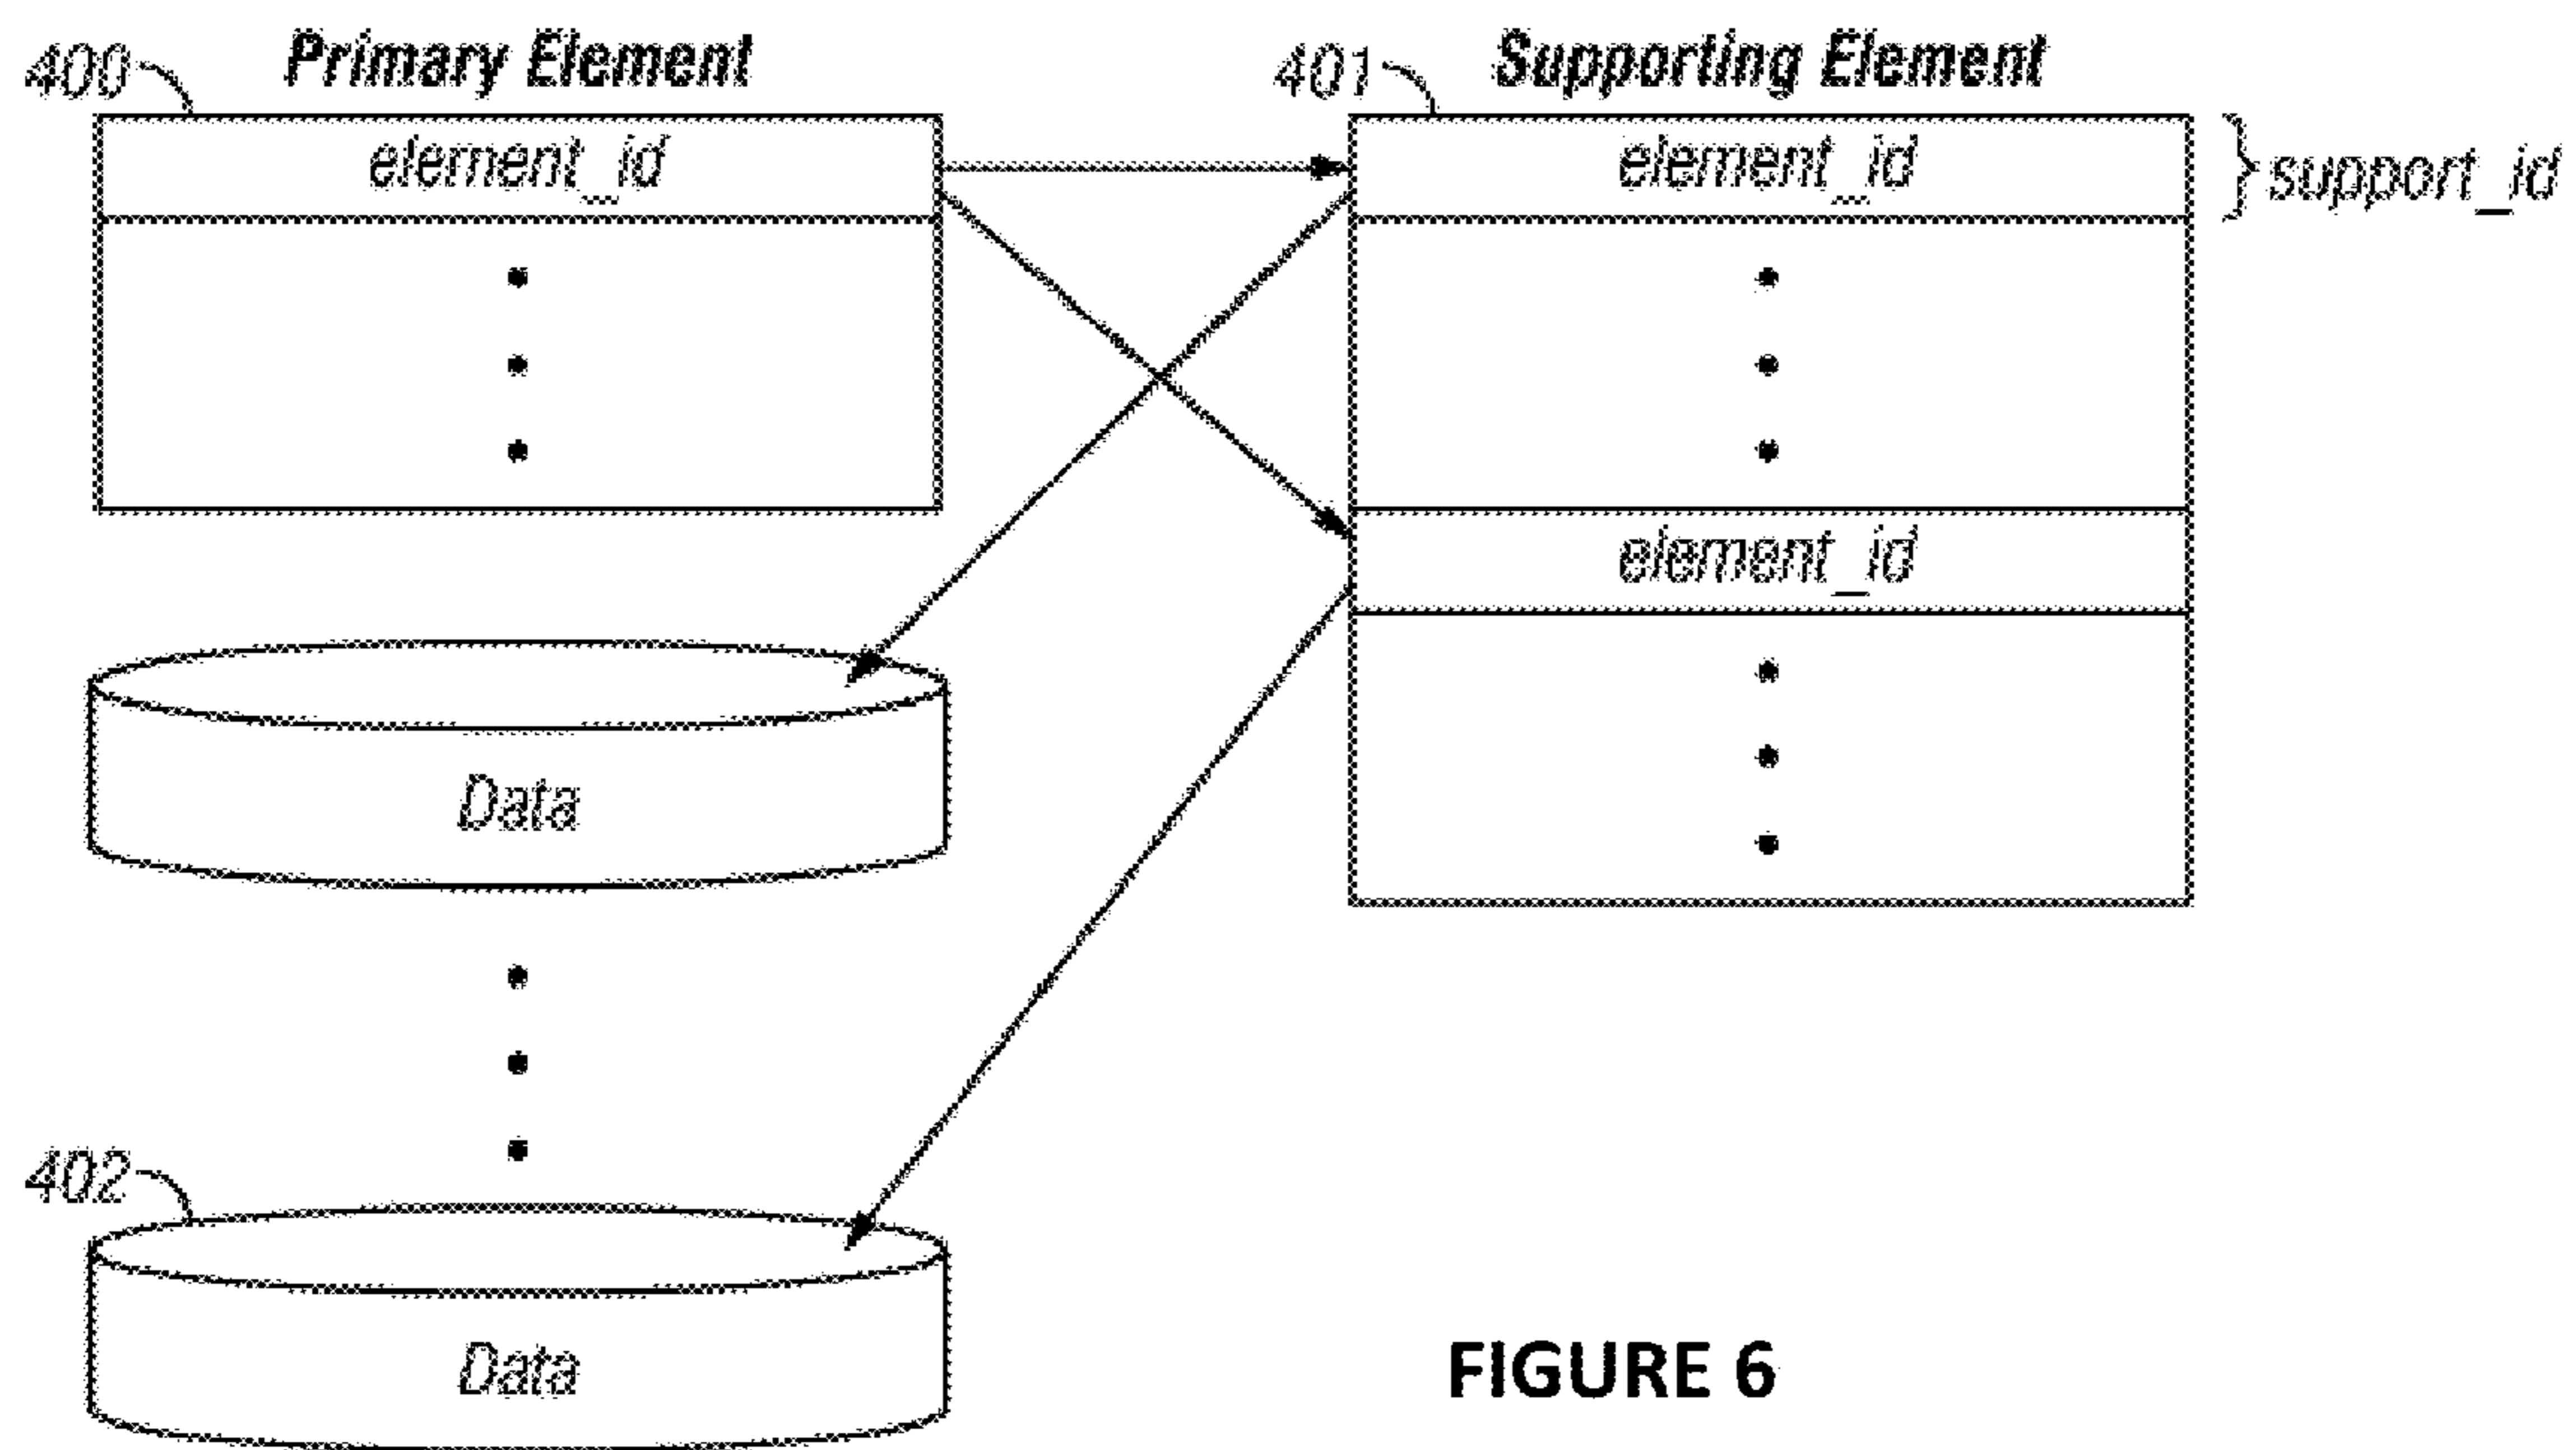 400 Primary Element
401 Supporting Element
element_id
element_id
support_id
element_id
Data
402
Data
FIGURE 6